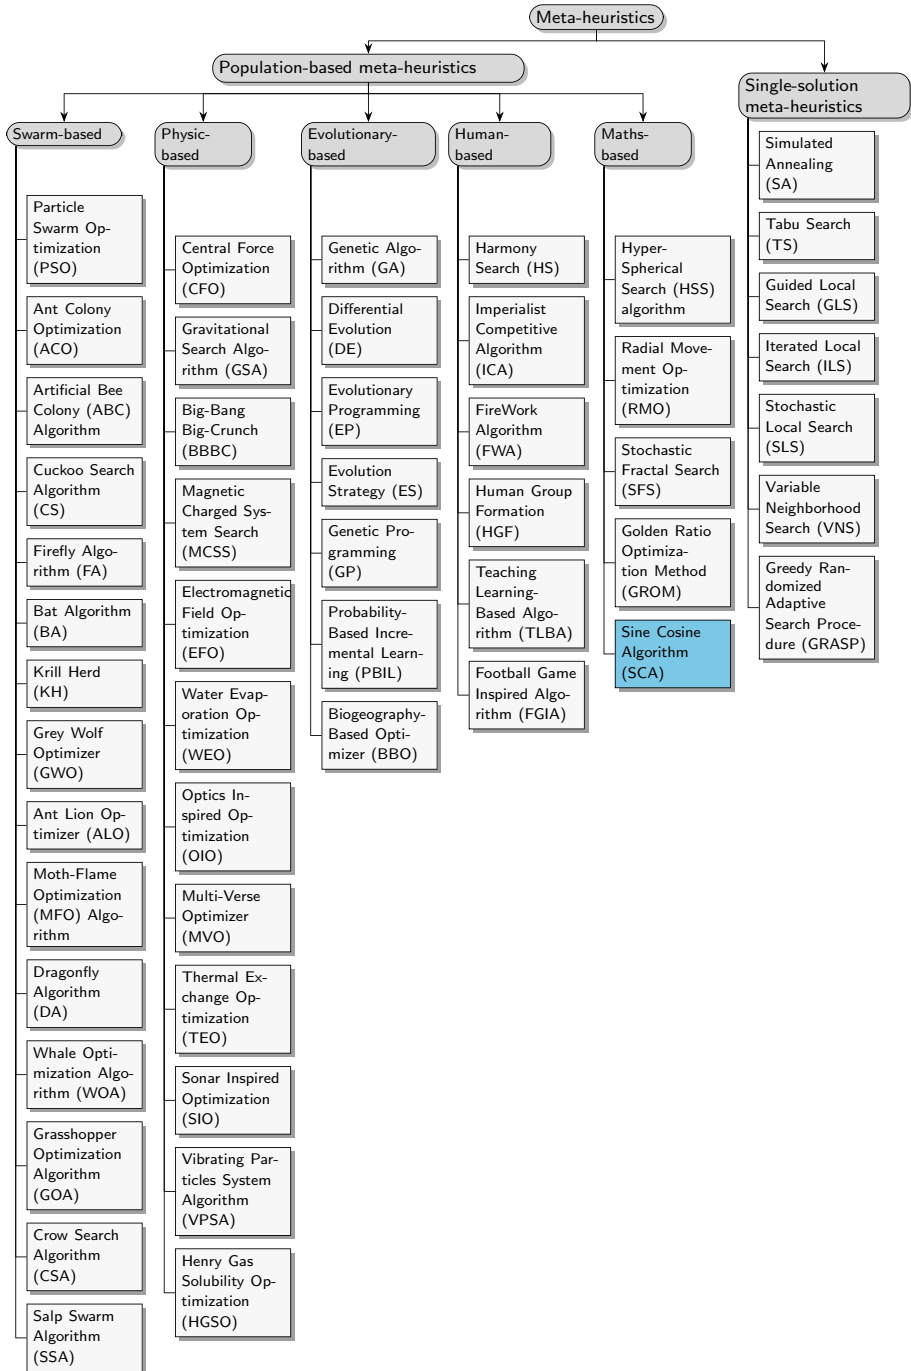 Meta-heuristics
Population-based meta-heuristics
Single-solution
meta-heuristics
Swarm-based
Physic-
based
Evolutionary-
based
Human-
based
Maths-
based
Particle
Swarm Op-
timization
(PSO)
Ant Colony
Optimization
(ACO)
Artificial Bee
Colony (ABC)
Algorithm
Cuckoo Search
Algorithm
(CS)
Firefly Algo-
rithm (FA)
Bat Algorithm
(BA)
Krill Herd
(KH)
Grey Wolf
Optimizer
(GWO)
Ant Lion Op-
timizer (ALO)
Moth-Flame
Optimization
(MFO) Algo-
rithm
Dragonfly
Algorithm
(DA)
Whale Opti-
mization Algo-
rithm (WOA)
Grasshopper
Optimization
Algorithm
(GOA)
Crow Search
Algorithm
(CSA)
Salp Swarm
Algorithm
(SSA)
Central Force
Optimization
(CFO)
Gravitational
Search Algo-
rithm (GSA)
Big-Bang
Big-Crunch
(BBBC)
Magnetic
Charged Sys-
tem Search
(MCSS)
Electromagnetic
Field Op-
timization
(EFO)
Water Evap-
oration Op-
timization
(WEO)
Optics In-
spired Op-
timization
(OIO)
Multi-Verse
Optimizer
(MVO)
Thermal Ex-
change Op-
timization
(TEO)
Sonar Inspired
Optimization
(SIO)
Vibrating Par-
ticles System
Algorithm
(VPSA)
Henry Gas
Solubility Op-
timization
(HGSO)
Genetic Algo-
rithm (GA)
Differential
Evolution
(DE)
Evolutionary
Programming
(EP)
Evolution
Strategy (ES)
Genetic Pro-
gramming
(GP)
Probability-
Based Incre-
mental Learn-
ing (PBIL)
Biogeography-
Based Opti-
mizer (BBO)
Harmony
Search (HS)
Imperialist
Competitive
Algorithm
(ICA)
FireWork
Algorithm
(FWA)
Human Group
Formation
(HGF)
Teaching
Learning-
Based Algo-
rithm (TLBA)
Football Game
Inspired Algo-
rithm (FGIA)
Hyper-
Spherical
Search (HSS)
algorithm
Radial Move-
ment Op-
timization
(RMO)
Stochastic
Fractal Search
(SFS)
Golden Ratio
Optimiza-
tion Method
(GROM)
Sine Cosine
Algorithm
(SCA)
Simulated
Annealing
(SA)
Tabu Search
(TS)
Guided Local
Search (GLS)
Iterated Local
Search (ILS)
Stochastic
Local Search
(SLS)
Variable
Neighborhood
Search (VNS)
Greedy Ran-
domized
Adaptive
Search Proce-
dure (GRASP)